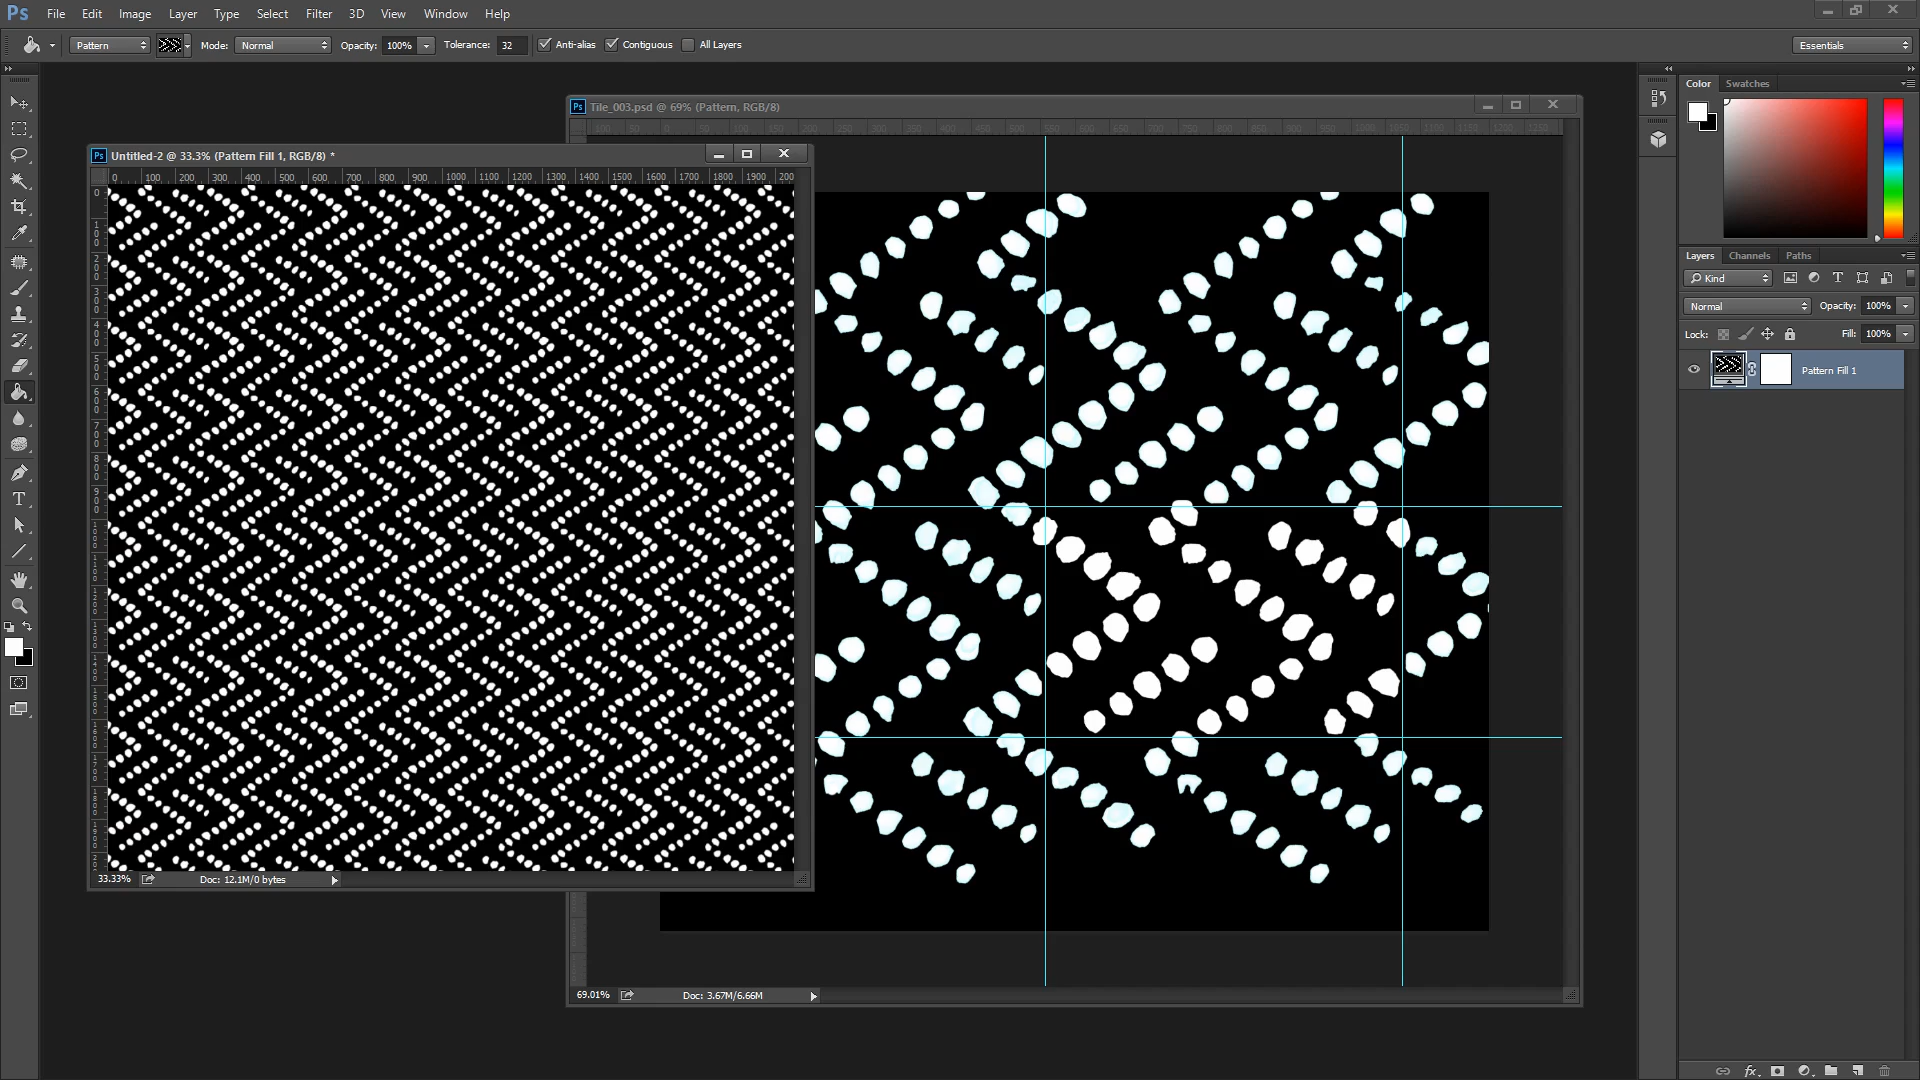 Ps File Edit Image Layer Type Select Filter 3D View Window Help
Pattern Mode: Normal Opacity: 100% Tolerance: 32 Anti-alias Contiguous All Layers Essentials
Color Swatches
Ps Tile_003.psd @ 69% (Pattern, RGB/8)
Ps Untitled-2 @ 33.3% (Pattern Fill 1, RGB/8) *
0 100 200 300 400 500 600 700 800 900 1000 1100 1200 1300 1400 1500 1600 1700 1800 1900 200
Layers Channels Paths
Kind
Normal Opacity: 100%
Lock: Fill: 100%
Pattern Fill 1
33.33% Doc: 12.1M/0 bytes
69.01% Doc: 3.67M/6.66M